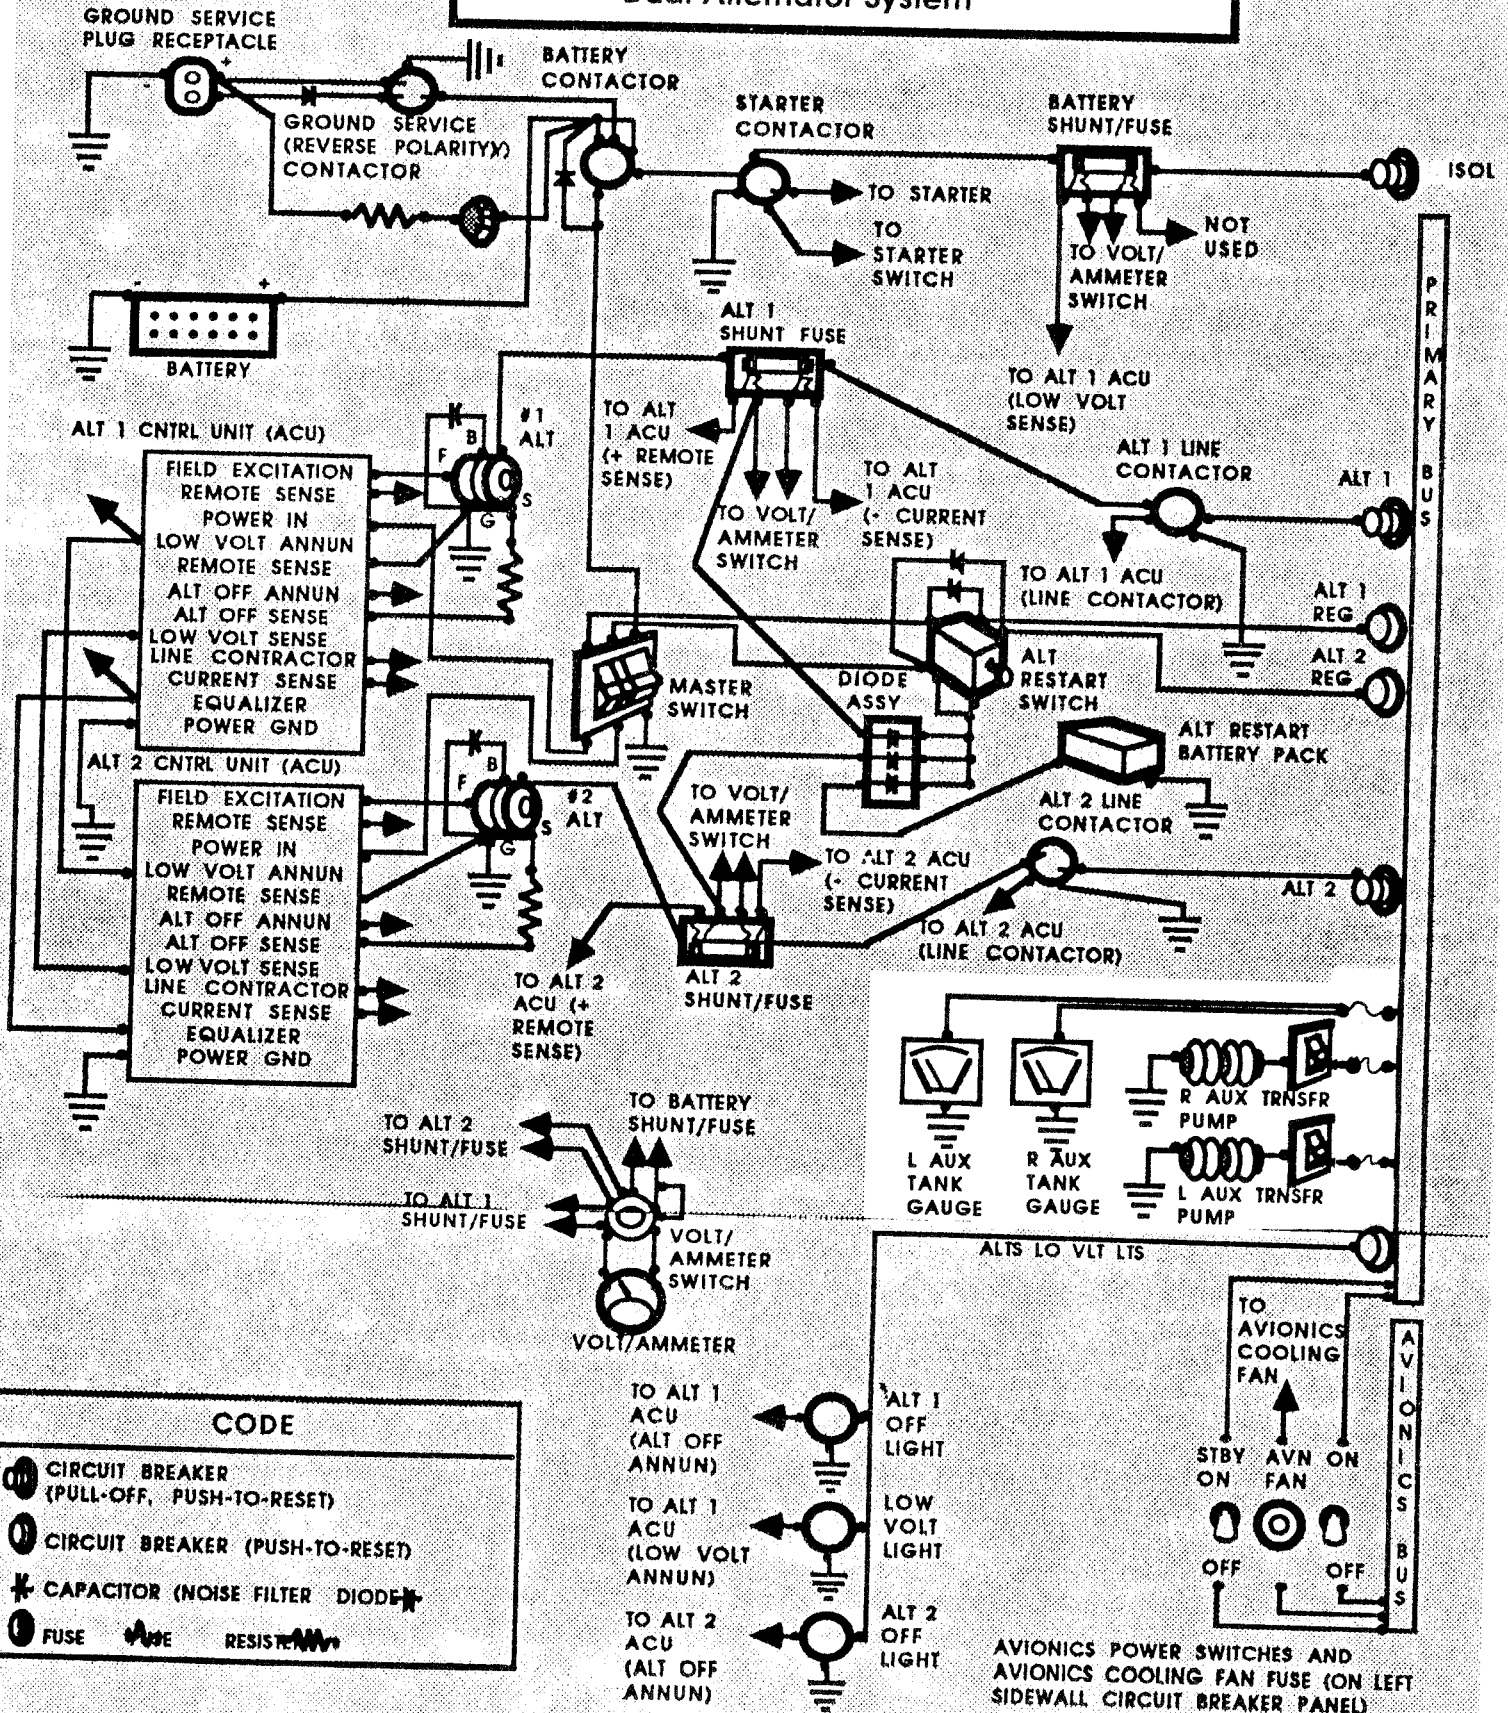 Dual Alternator System
GROUND SERVICE
PLUG RECEPTACLE
+
-
BATTERY
CONTACTOR
GROUND SERVICE
(REVERSE POLARITY)
CONTACTOR
STARTER
CONTACTOR
BATTERY
SHUNT/FUSE
ISOL
TO STARTER
TO
STARTER
SWITCH
NOT
USED
TO VOLT/
AMMETER
SWITCH
TO ALT 1 ACU
(LOW VOLT
SENSE)
-
+
BATTERY
ALT 1
SHUNT FUSE
TO ALT
1 ACU
(+ REMOTE
SENSE)
TO VOLT/
AMMETER
SWITCH
TO ALT
1 ACU
(- CURRENT
SENSE)
ALT 1 LINE
CONTACTOR
ALT 1
TO ALT 1 ACU
(LINE CONTACTOR)
ALT 1
REG
ALT 2
REG
PRIMARY BUS
ALT 1 CNTRL UNIT (ACU)
FIELD EXCITATION
REMOTE SENSE
POWER IN
LOW VOLT ANNUN
REMOTE SENSE
ALT OFF ANNUN
ALT OFF SENSE
LOW VOLT SENSE
LINE CONTRACTOR
CURRENT SENSE
EQUALIZER
POWER GND
#1
ALT
B
F
S
G
MASTER
SWITCH
DIODE
ASSY
ALT
RESTART
SWITCH
ALT RESTART
BATTERY PACK
ALT 2 CNTRL UNIT (ACU)
FIELD EXCITATION
REMOTE SENSE
POWER IN
LOW VOLT ANNUN
REMOTE SENSE
ALT OFF ANNUN
ALT OFF SENSE
LOW VOLT SENSE
LINE CONTRACTOR
CURRENT SENSE
EQUALIZER
POWER GND
B
F
S
G
#2
ALT
TO VOLT/
AMMETER
SWITCH
TO ALT 2 ACU
(- CURRENT
SENSE)
ALT 2 LINE
CONTACTOR
ALT 2
TO ALT 2 ACU
(LINE CONTACTOR)
TO ALT 2
ACU (+
REMOTE
SENSE)
ALT 2
SHUNT/FUSE
L AUX
TANK
GAUGE
R AUX
TANK
GAUGE
R AUX TRNSFR
PUMP
L AUX TRNSFR
PUMP
TO ALT 2
SHUNT/FUSE
TO BATTERY
SHUNT/FUSE
TO ALT 1
SHUNT/FUSE
VOLT/
AMMETER
SWITCH
VOLT/AMMETER
ALTS LO VLT LTS
TO
AVIONICS
COOLING
FAN
STBY
ON
AVN
FAN
ON
OFF
OFF
AVIONICS BUS
TO ALT 1
ACU
(ALT OFF
ANNUN)
ALT 1
OFF
LIGHT
TO ALT 1
ACU
(LOW VOLT
ANNUN)
LOW
VOLT
LIGHT
TO ALT 2
ACU
(ALT OFF
ANNUN)
ALT 2
OFF
LIGHT
AVIONICS POWER SWITCHES AND
AVIONICS COOLING FAN FUSE (ON LEFT
SIDEWALL CIRCUIT BREAKER PANEL)
CODE
CIRCUIT BREAKER
(PULL-OFF, PUSH-TO-RESET)
CIRCUIT BREAKER (PUSH-TO-RESET)
CAPACITOR (NOISE FILTER DIODE
FUSE